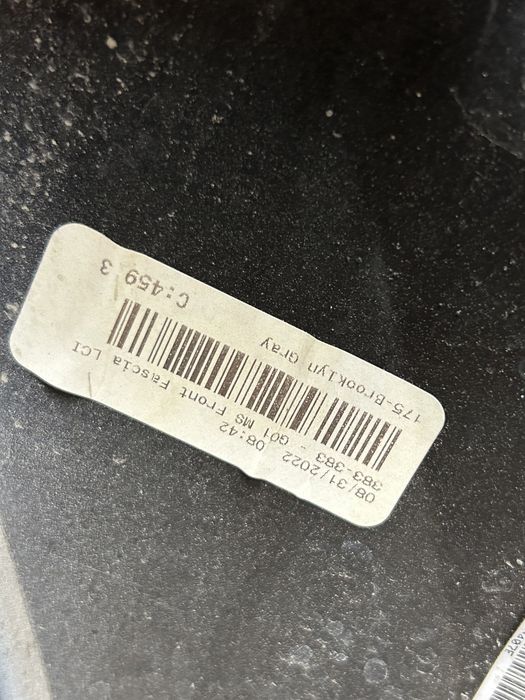 08/31/2022 08:42
383-383 - G01 MS Front Fascia LCI
175-Brooklyn Gray
C:459 3